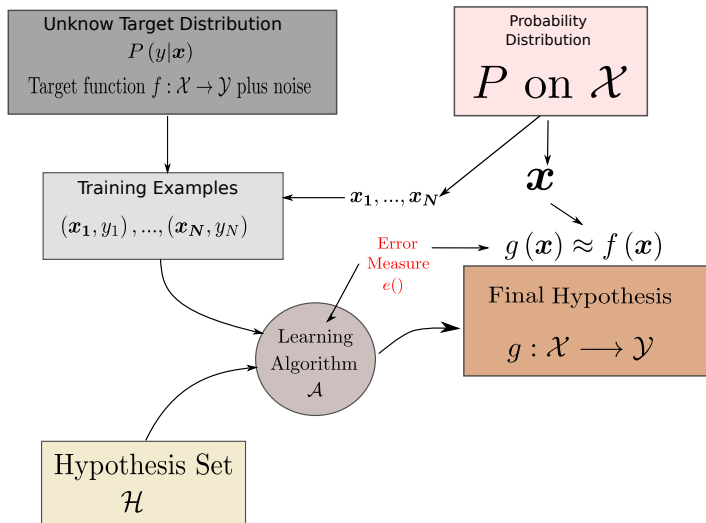 Unknow Target Distribution
P (y|x)
Target function f : 𝒳 → 𝒴 plus noise
Probability
Distribution
P on 𝒳
Training Examples
(x₁, y₁) , ..., (x_N, y_N)
x₁, ..., x_N
x
Error
Measure
e()
g (x) ≈ f (x)
Learning
Algorithm
𝒜
Final Hypothesis
g : 𝒳 ⟶ 𝒴
Hypothesis Set
ℋ